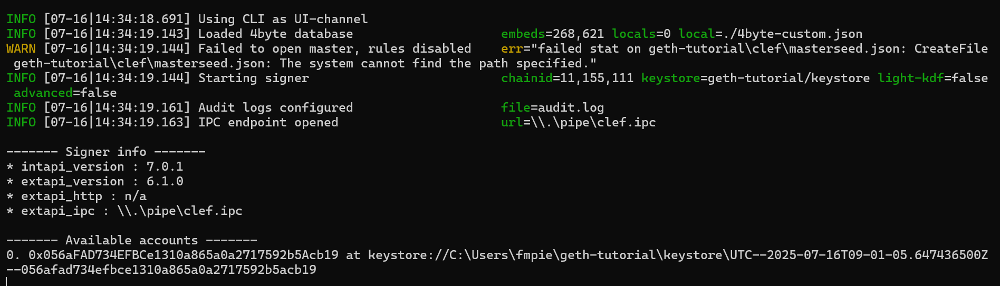 INFO [07-16|14:34:18.691] Using CLI as UI-channel
INFO [07-16|14:34:19.143] Loaded 4byte database                    embeds=268,621 locals=0 local=./4byte-custom.json
WARN [07-16|14:34:19.144] Failed to open master, rules disabled    err="failed stat on geth-tutorial\clef\masterseed.json: CreateFile
 geth-tutorial\clef\masterseed.json: The system cannot find the path specified."
INFO [07-16|14:34:19.144] Starting signer                          chainid=11,155,111 keystore=geth-tutorial/keystore light-kdf=false
 advanced=false
INFO [07-16|14:34:19.161] Audit logs configured                    file=audit.log
INFO [07-16|14:34:19.163] IPC endpoint opened                      url=\\.\pipe\clef.ipc
------- Signer info -------
* intapi_version : 7.0.1
* extapi_version : 6.1.0
* extapi_http : n/a
* extapi_ipc : \\.\pipe\clef.ipc
------- Available accounts -------
0. 0x056aFAD734EFBCe1310a865a0a2717592b5Acb19 at keystore://C:\Users\fmpie\geth-tutorial\keystore\UTC--2025-07-16T09-01-05.647436500Z
--056afad734efbce1310a865a0a2717592b5acb19